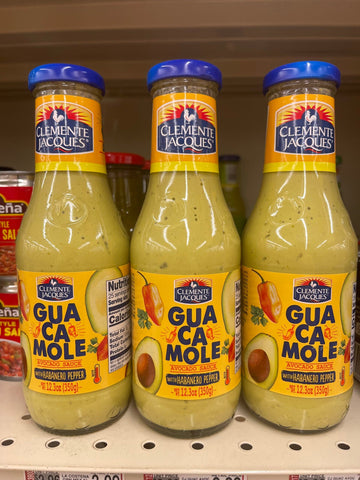 CLEMENTE
JACQUES
CLEMENTE
JACQUES
CLEMENTE
JACQUES
CLEMENTE
JACQUES
GUA
CA
MOLE
AVOCADO SAUCE
WITH HABANERO PEPPER
12.3oz (350g)
CLEMENTE
JACQUES
GUA
CA
MOLE
AVOCADO SAUCE
WITH HABANERO PEPPER
12.3oz (350g)
CLEMENTE
JACQUES
GUA
CA
MOLE
AVOCADO SAUCE
WITH HABANERO PEPPER
12.3oz (350g)
LA COSTEÑA